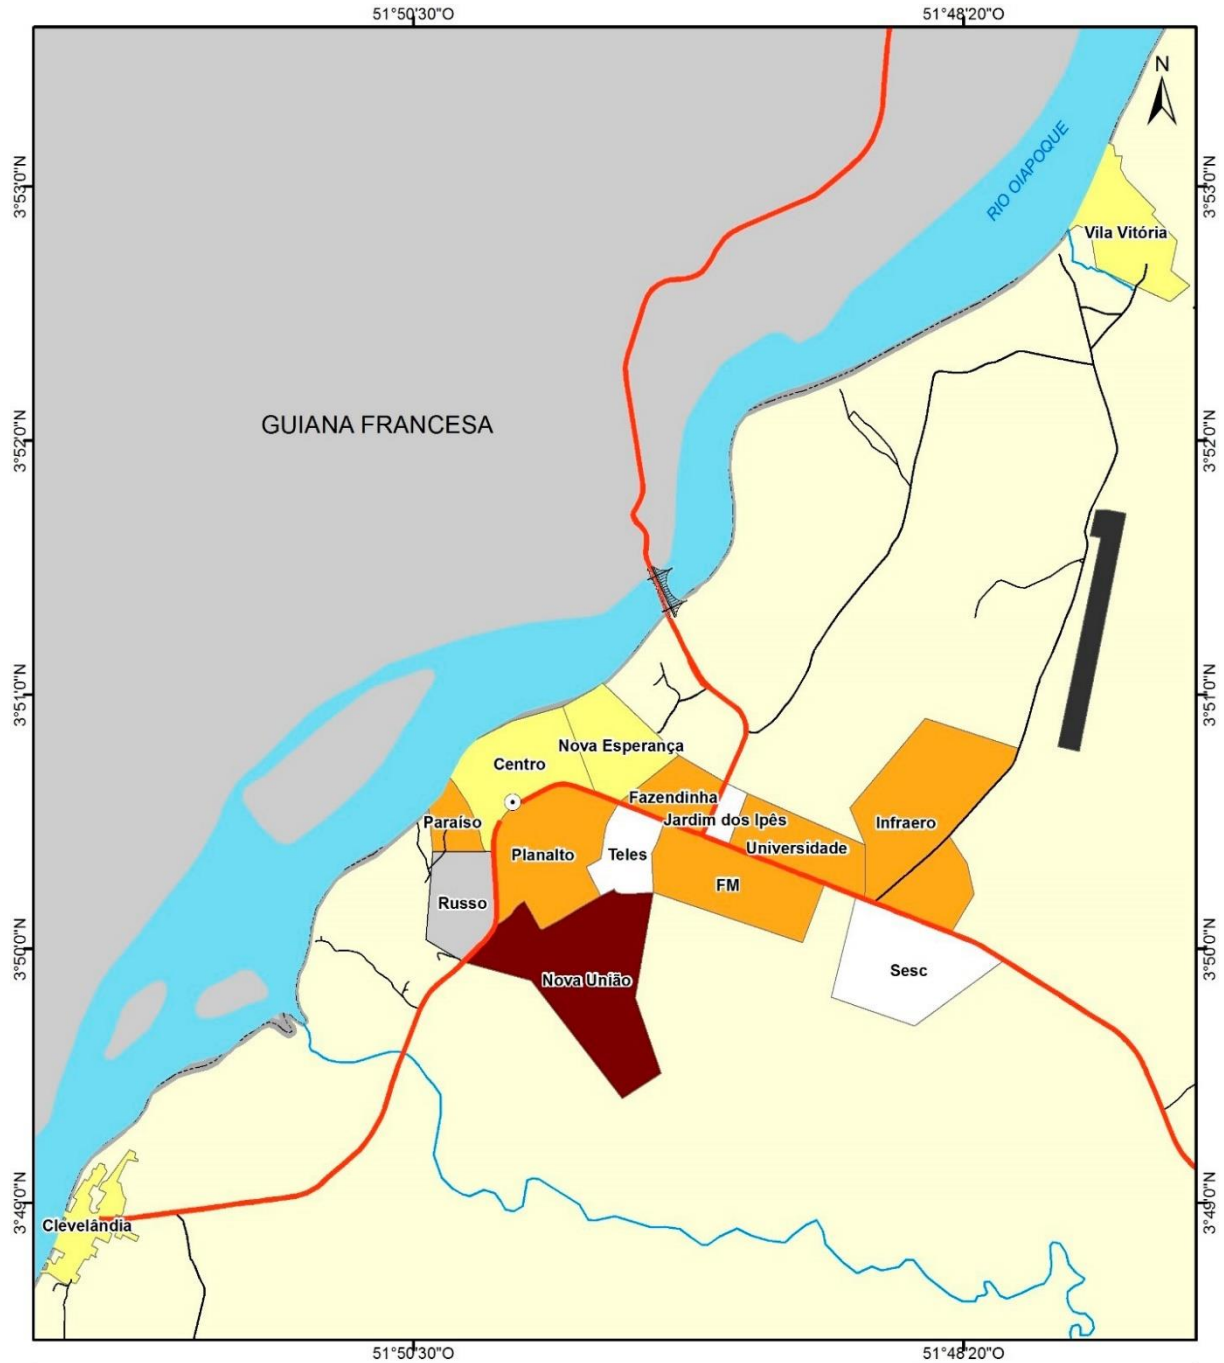 51°50'30"O
51°48'20"O
N
RIO OIAPOQUE
3°53'0"N
3°53'0"N
Vila Vitória
GUIANA FRANCESA
3°52'0"N
3°52'0"N
3°51'0"N
3°51'0"N
Nova Esperança
Centro
Fazendinha
Paraíso
Jardim dos Ipês
Infraero
Universidade
Planalto
Teles
FM
Russo
3°50'0"N
3°50'0"N
Sesc
Nova União
3°49'0"N
3°49'0"N
Clevelândia
51°50'30"O
51°48'20"O